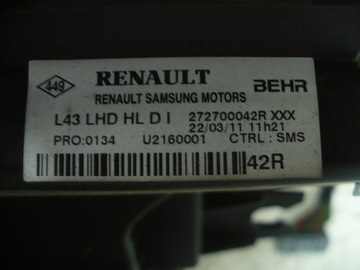 RENAULT
449
BEHR
RENAULT SAMSUNG MOTORS
L43 LHD HL D I 272700042R XXX
22/03/11 11h21
PRO:0134 U2160001 CTRL : SMS
42R